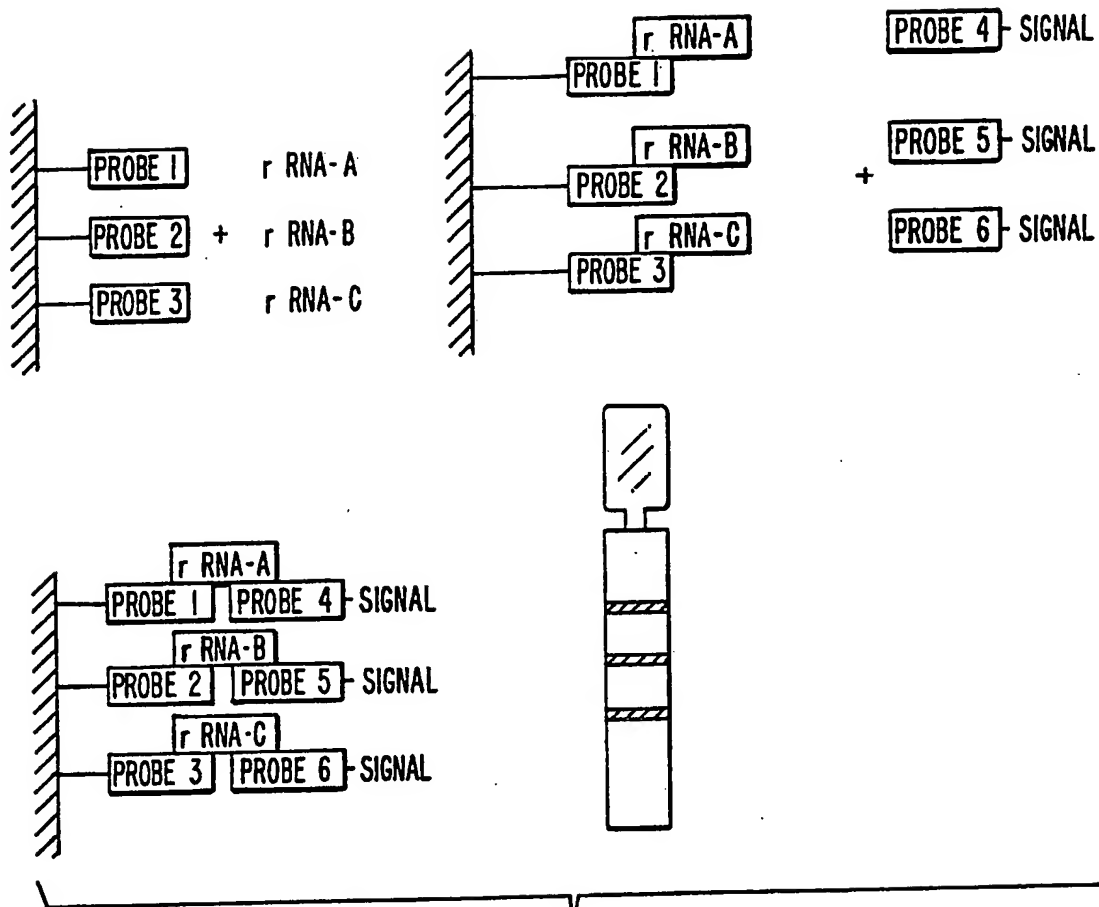 PROBE 1 r RNA-A
PROBE 2 + r RNA-B
PROBE 3 r RNA-C
r RNA-A
PROBE 1
r RNA-B
PROBE 2
r RNA-C
PROBE 3
+
PROBE 4 - SIGNAL
PROBE 5 - SIGNAL
PROBE 6 - SIGNAL
r RNA-A
PROBE 1 PROBE 4 - SIGNAL
r RNA-B
PROBE 2 PROBE 5 - SIGNAL
r RNA-C
PROBE 3 PROBE 6 - SIGNAL